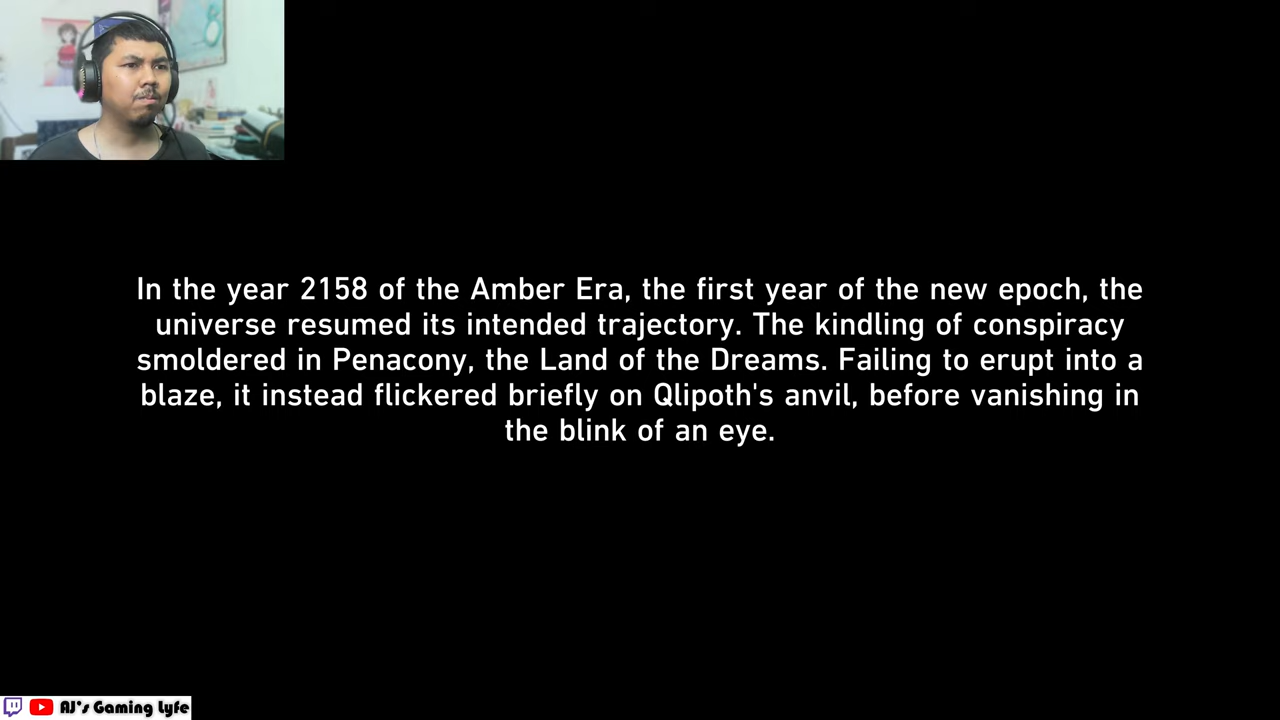 In the year 2158 of the Amber Era, the first year of the new epoch, the
universe resumed its intended trajectory. The kindling of conspiracy
smoldered in Penacony, the Land of the Dreams. Failing to erupt into a
blaze, it instead flickered briefly on Qlipoth's anvil, before vanishing in
the blink of an eye.
AJ's Gaming Lyfe